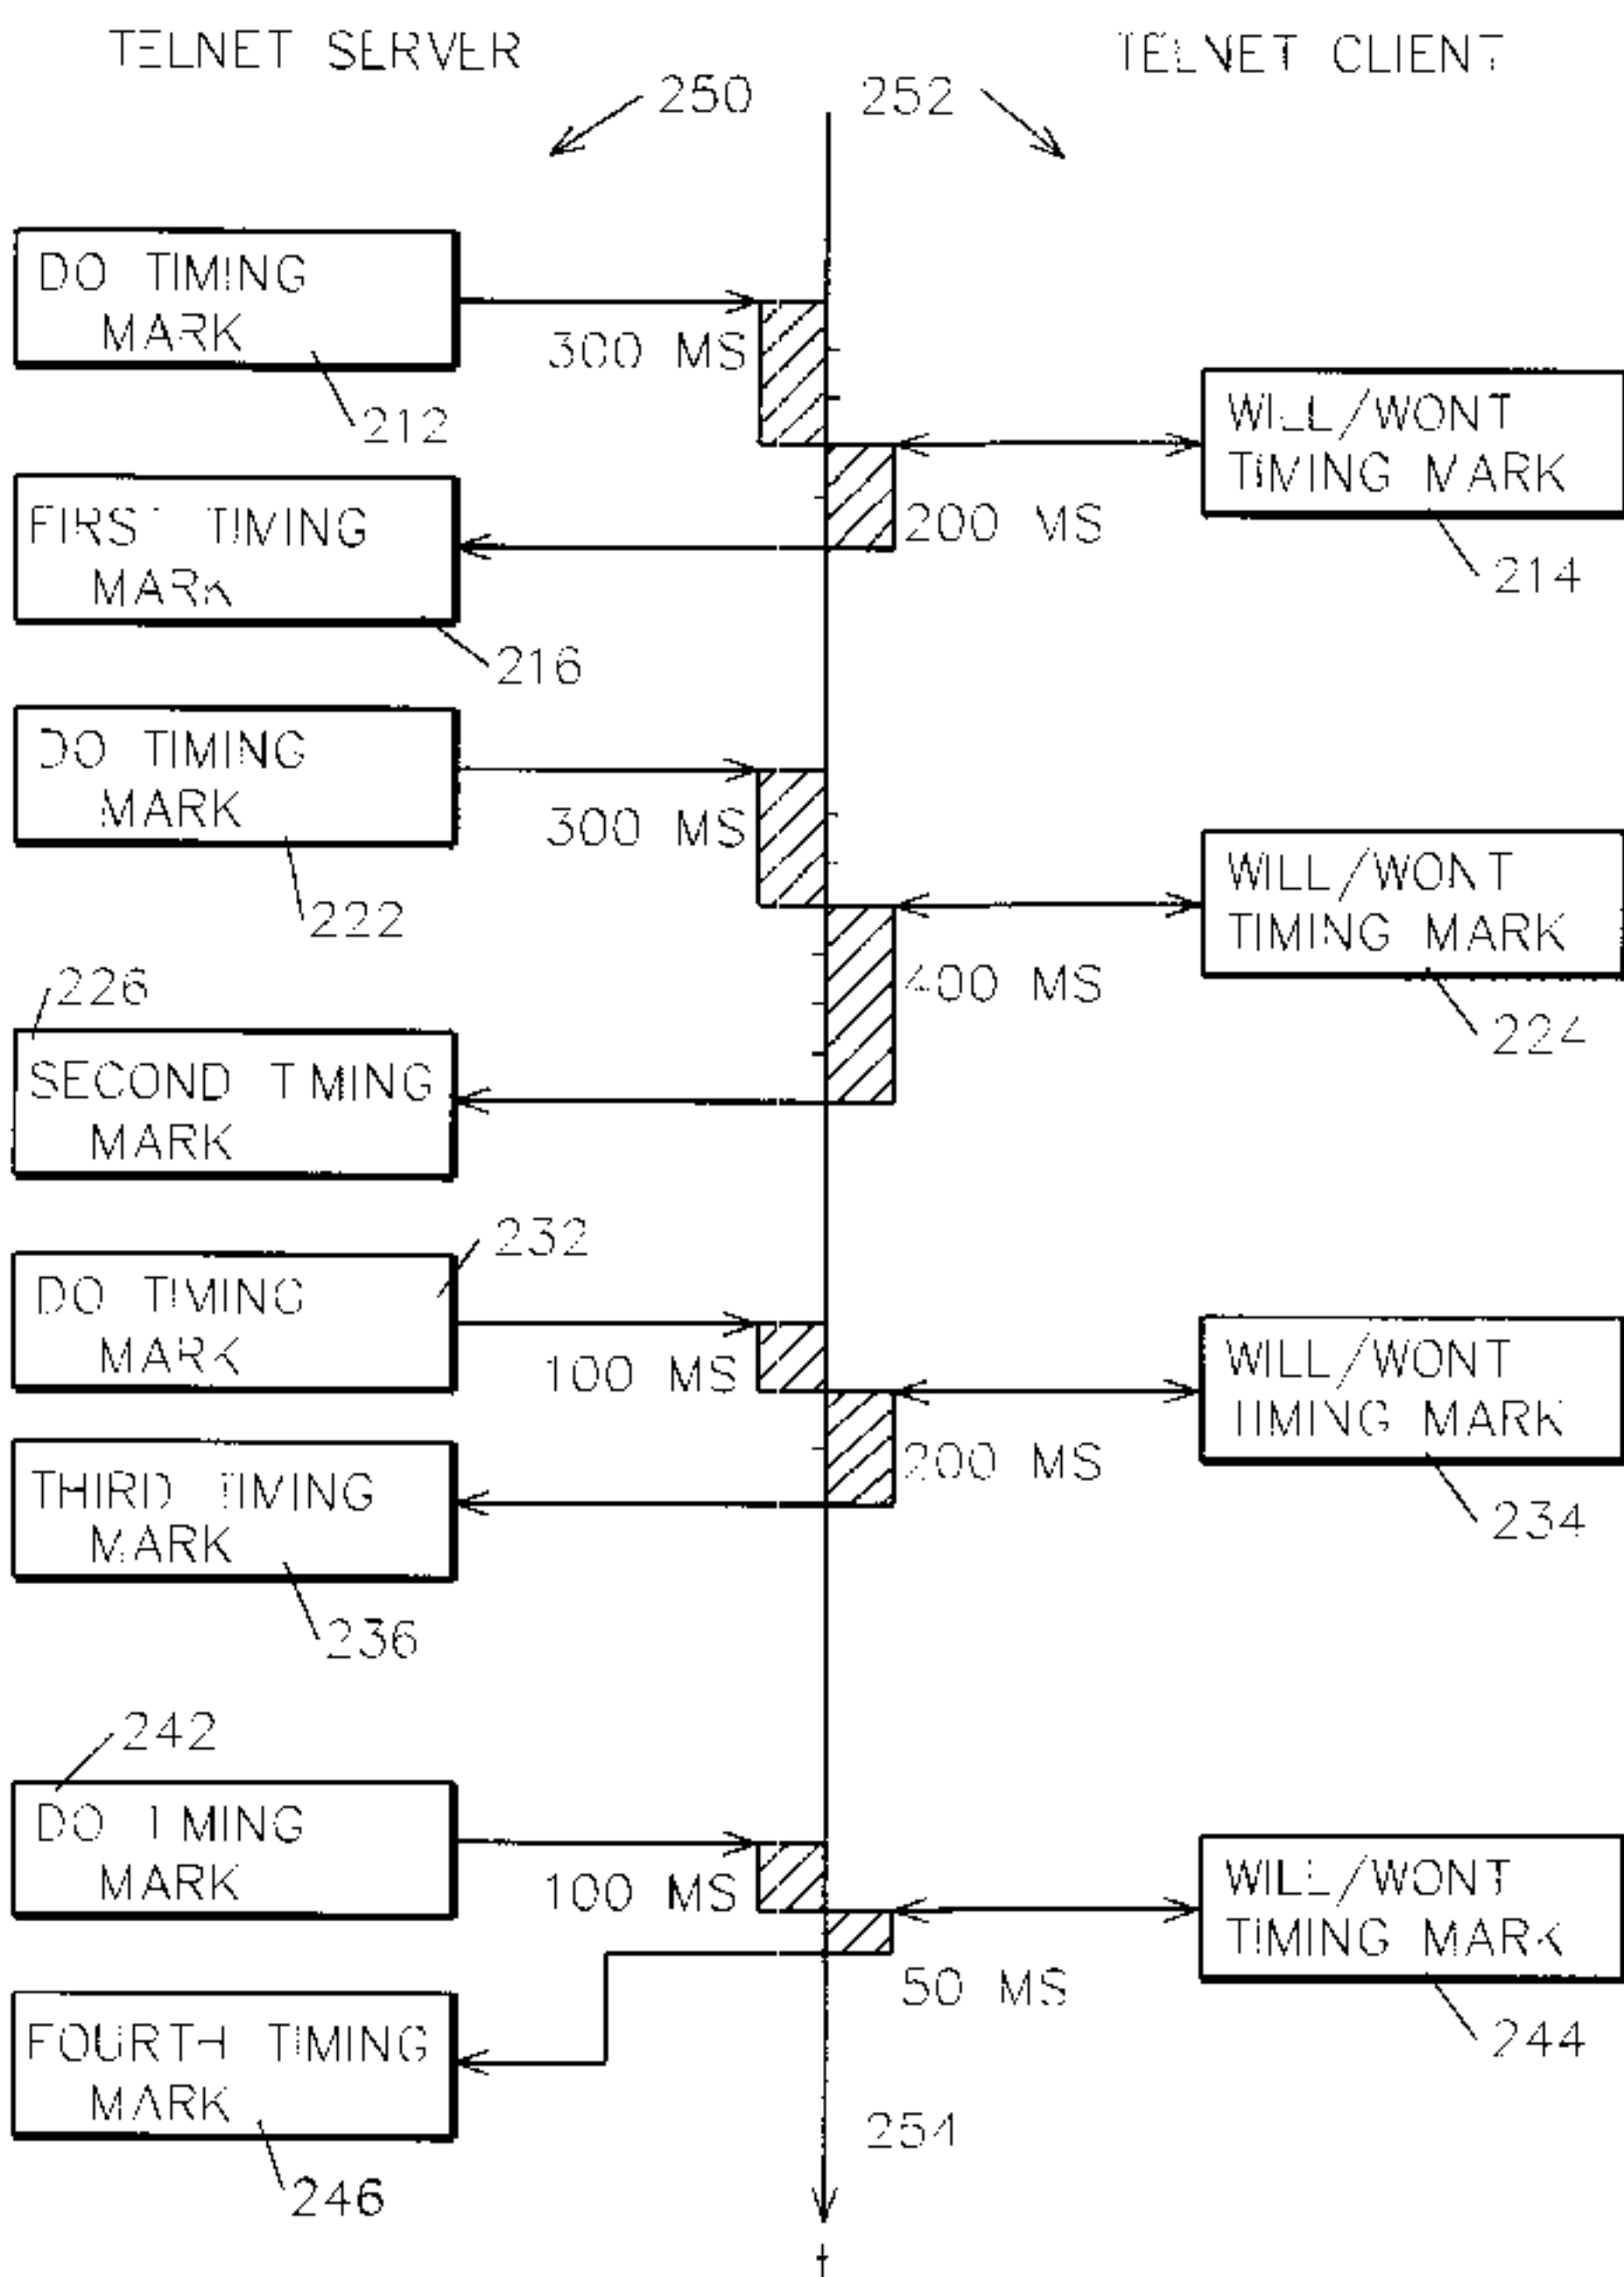 TELNET SERVER
TELNET CLIENT
250
252
DO TIMING
MARK
300 MS
212
WILL/WONT
TIMING MARK
FIRST TIMING
MARK
200 MS
214
216
DO TIMING
MARK
300 MS
222
WILL/WONT
TIMING MARK
226
400 MS
224
SECOND TIMING
MARK
232
DO TIMING
MARK
100 MS
WILL/WONT
TIMING MARK
THIRD TIMING
MARK
200 MS
234
236
242
DO TIMING
MARK
100 MS
WILL/WONT
TIMING MARK
50 MS
FOURTH TIMING
MARK
244
254
246
t